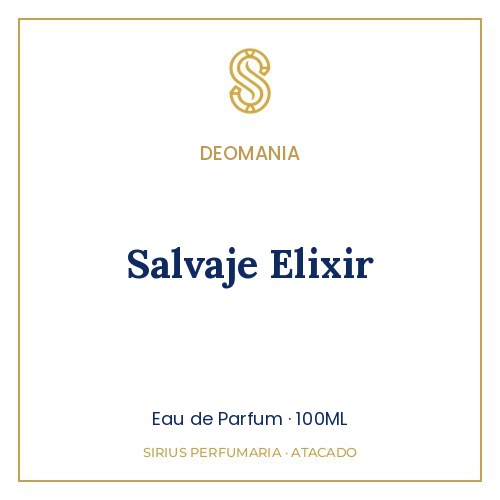 S
DEOMANIA
Salvaje Elixir
Eau de Parfum · 100ML
SIRIUS PERFUMARIA · ATACADO